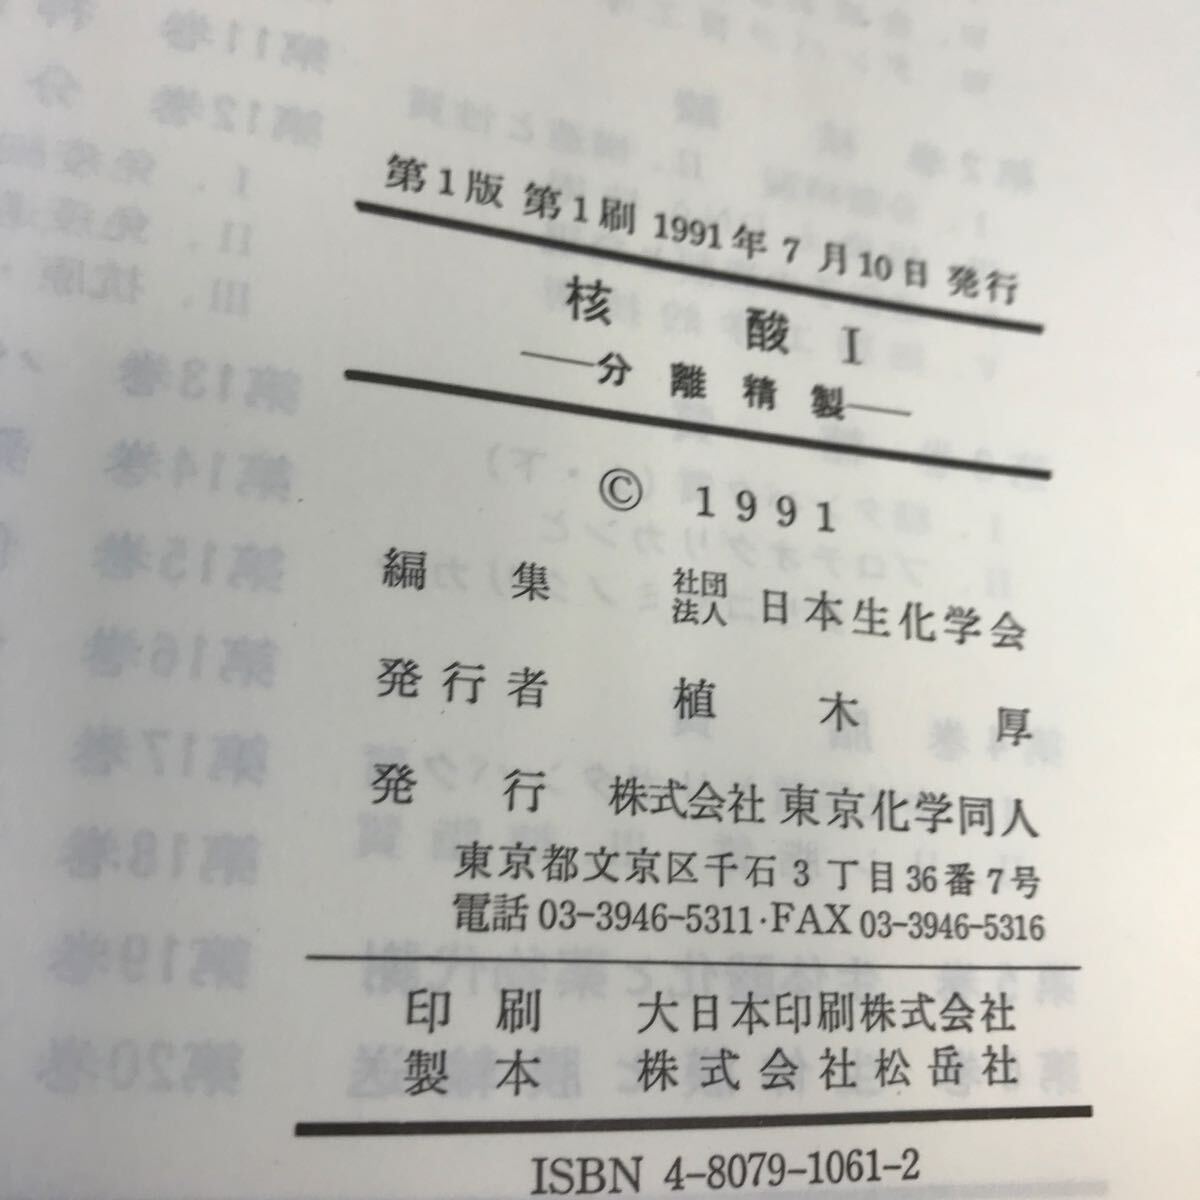 第1版 第1刷 1991年7月10日 発行
核酸 I
―分離精製―
© 1991
編集 社団法人 日本生化学会
発行者 植木厚
発行 株式会社 東京化学同人
東京都文京区千石3丁目36番7号
電話 03-3946-5311・FAX 03-3946-5316
印刷 大日本印刷株式会社
製本 株式会社松岳社
ISBN 4-8079-1061-2